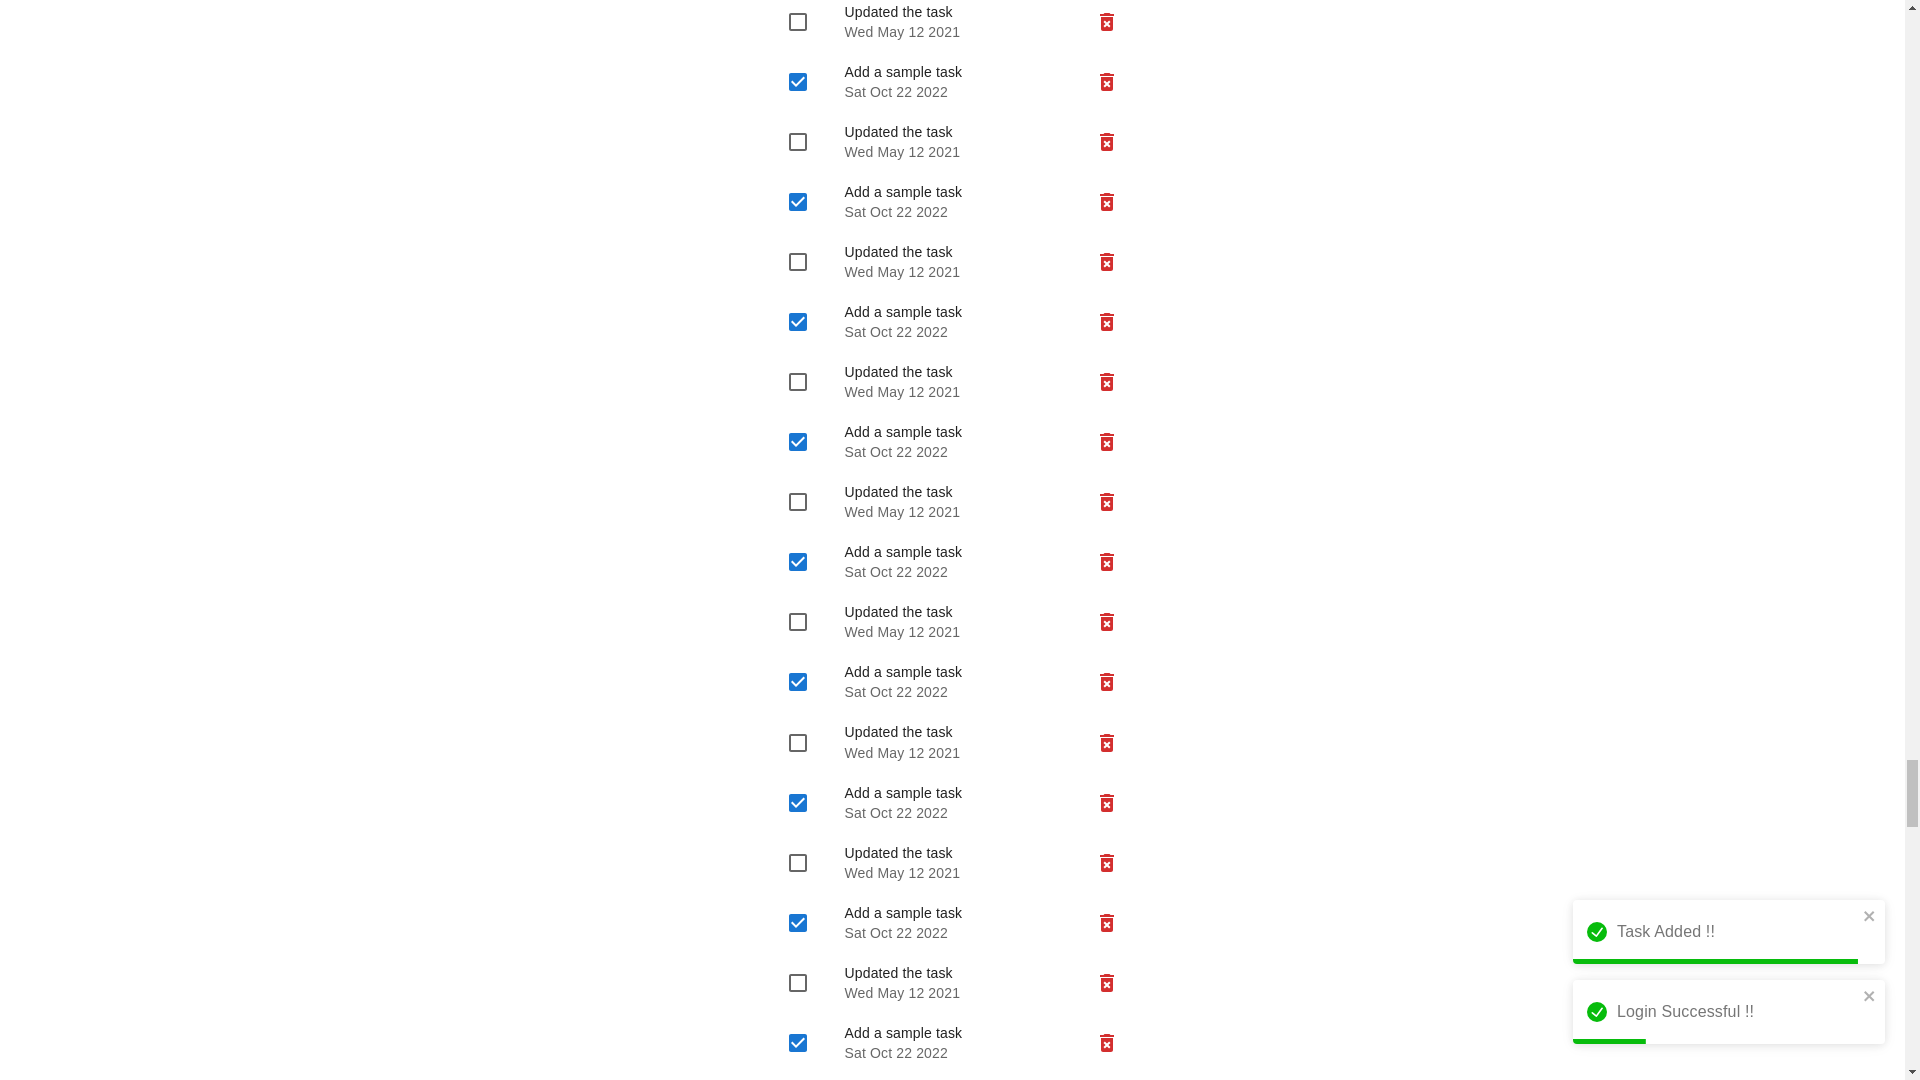 Updated the task
Wed May 12 2021
Add a sample task
Sat Oct 22 2022
Updated the task
Wed May 12 2021
Add a sample task
Sat Oct 22 2022
Updated the task
Wed May 12 2021
Add a sample task
Sat Oct 22 2022
Updated the task
Wed May 12 2021
Add a sample task
Sat Oct 22 2022
Updated the task
Wed May 12 2021
Add a sample task
Sat Oct 22 2022
Updated the task
Wed May 12 2021
Add a sample task
Sat Oct 22 2022
Updated the task
Wed May 12 2021
Add a sample task
Sat Oct 22 2022
Updated the task
Wed May 12 2021
Add a sample task
Sat Oct 22 2022
Updated the task
Wed May 12 2021
Add a sample task
Sat Oct 22 2022
Task Added !!
Login Successful !!